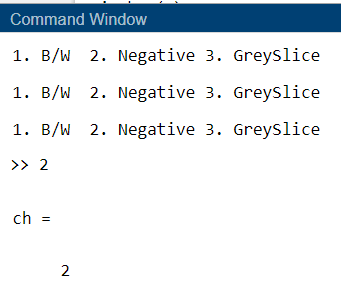 Command Window
1. B/W  2. Negative 3. GreySlice
1. B/W  2. Negative 3. GreySlice
1. B/W  2. Negative 3. GreySlice
>> 2
ch =
2